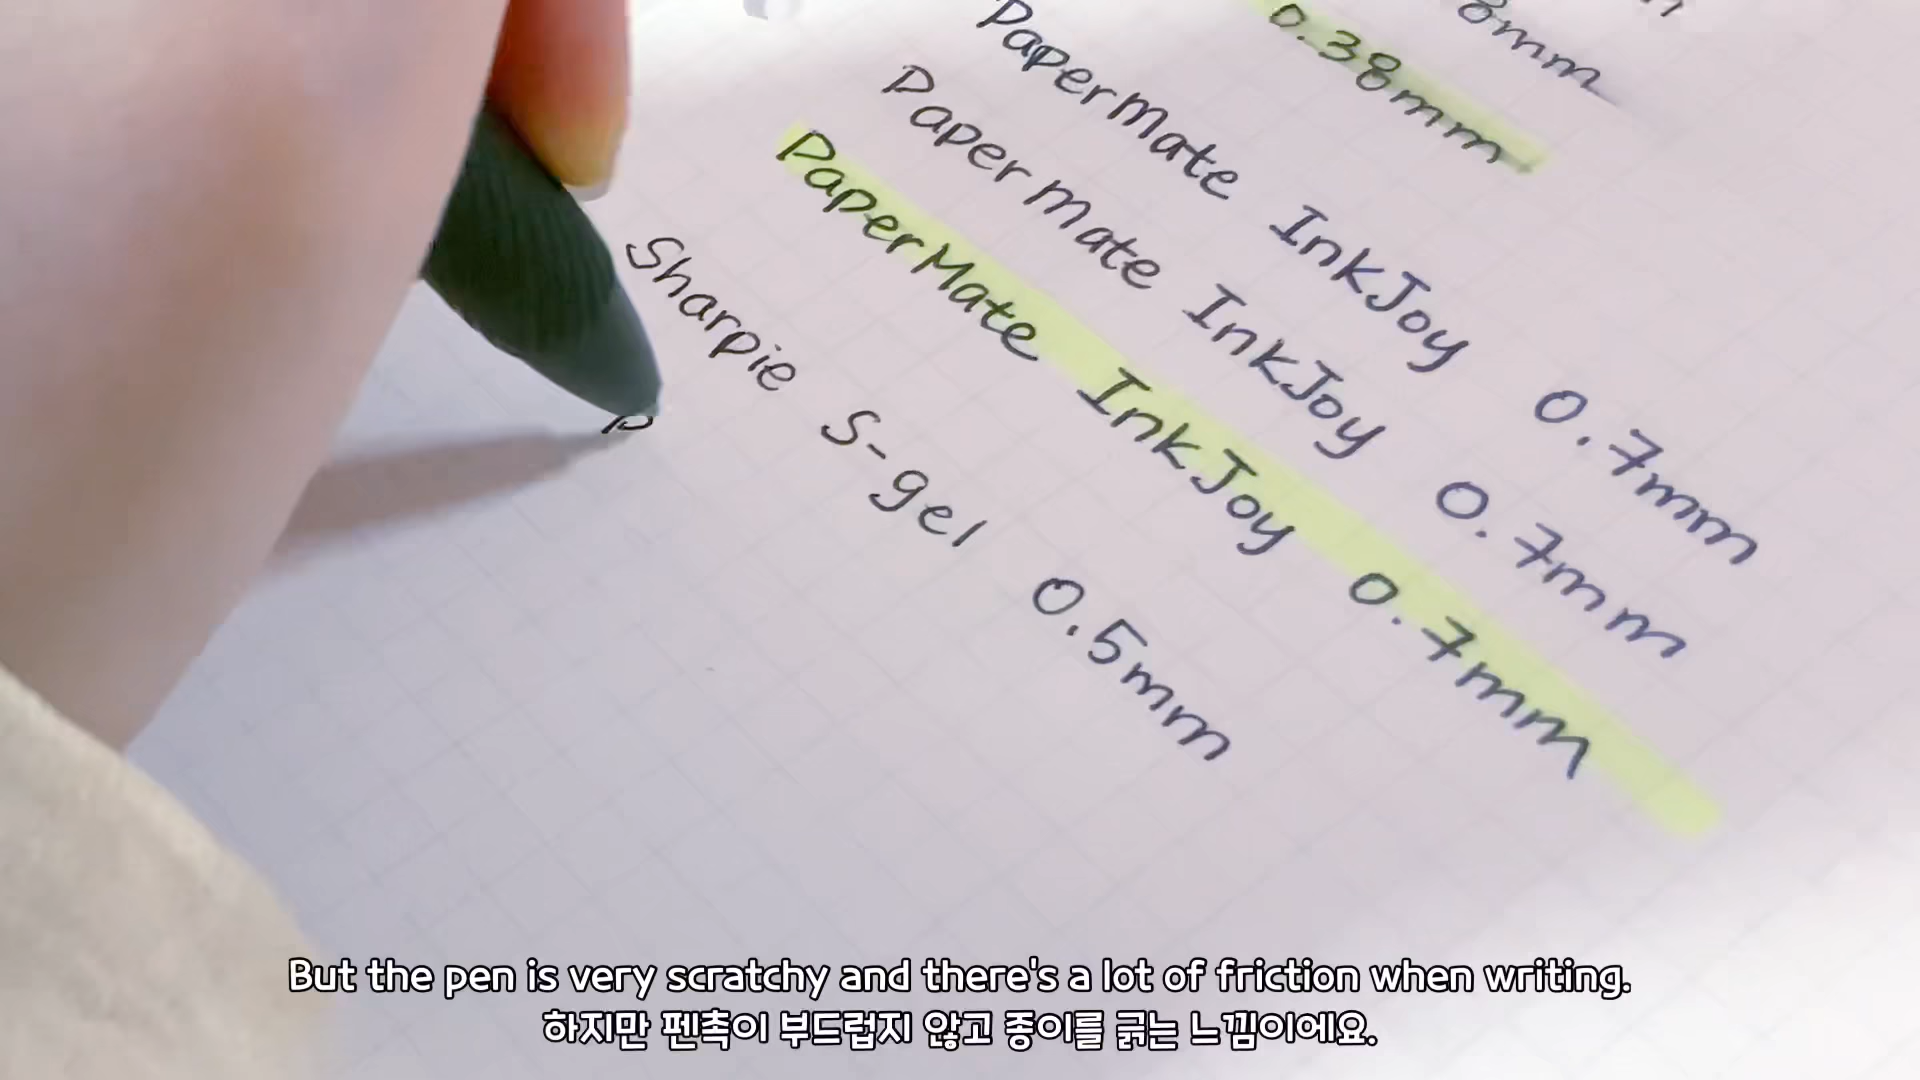 8mm
0.38mm
PaperMate InkJoy 0.7mm
PaperMate InkJoy 0.7mm
PaperMate InkJoy 0.7mm
Sharpie S-gel 0.5mm
P
But the pen is very scratchy and there's a lot of friction when writing.
하지만 펜촉이 부드럽지 않고 종이를 긁는 느낌이에요.